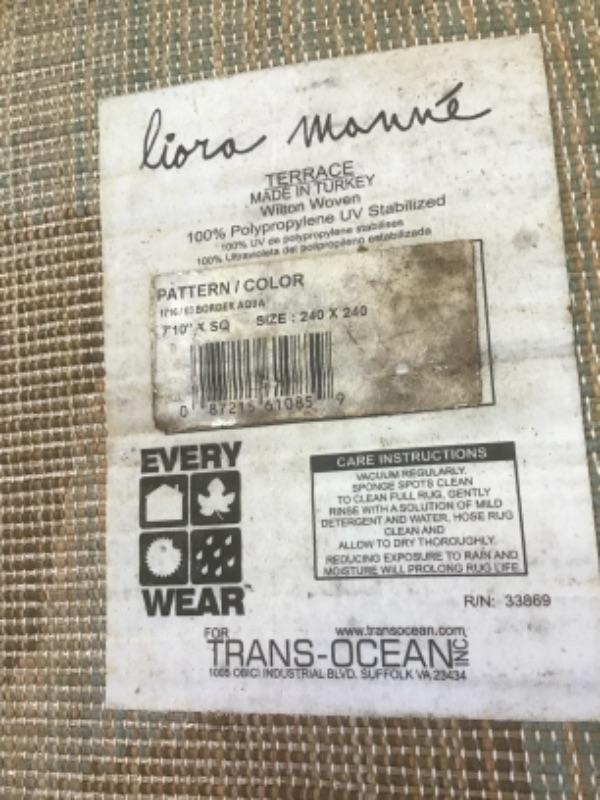 liora manné
TERRACE
MADE IN TURKEY
Wilton Woven
100% Polypropylene UV Stabilized
100% UV de polypropylene stabilises
100% Ultravioleta del polipropileno estabilizada
PATTERN / COLOR
BORDER AQUA
7'10" X SQ SIZE : 240 X 240
0 87215 61085 9
EVERY
WEAR
CARE INSTRUCTIONS
VACUUM REGULARLY.
SPONGE SPOTS CLEAN
TO CLEAN FULL RUG, GENTLY
RINSE WITH A SOLUTION OF MILD
DETERGENT AND WATER, HOSE RUG
CLEAN AND
ALLOW TO DRY THOROUGHLY.
REDUCING EXPOSURE TO RAIN AND
MOISTURE WILL PROLONG RUG LIFE.
R/N: 33869
FOR www.transocean.com
TRANS-OCEAN INC
1005 OBICI INDUSTRIAL BLVD. SUFFOLK VA 23434